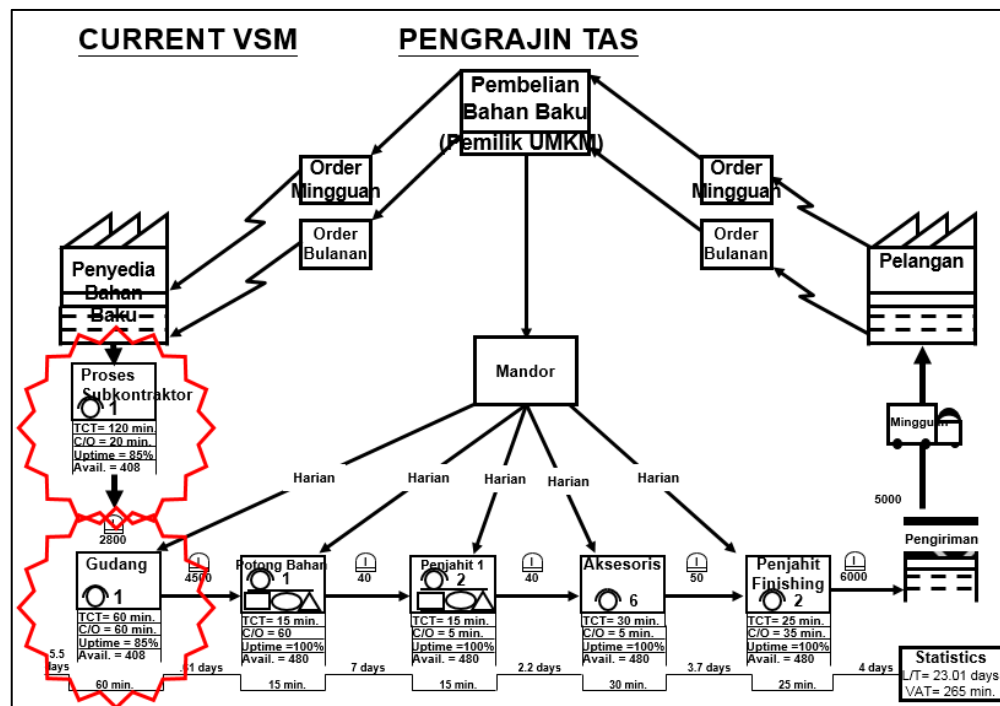 CURRENT VSM
PENGRAJIN TAS
Pembelian
Bahan Baku
(Pemilik UMKM)
Order
Mingguan
Order
Mingguan
Order
Bulanan
Order
Bulanan
Penyedia
Bahan
Baku
Pelangan
Proses
Subkontraktor
1
TCT= 120 min.
C/O = 20 min.
Uptime = 85%
Avail. = 408
Mandor
Mingguan
Harian
Harian
Harian
Harian
Harian
5000
Pengiriman
I
2800
Gudang
1
TCT= 60 min.
C/O = 60 min.
Uptime = 85%
Avail. = 408
I
4500
Potong Bahan
1
TCT= 15 min.
C/O = 60
Uptime =100%
Avail. = 480
I
40
Penjahit 1
2
TCT= 15 min.
C/O = 5 min.
Uptime =100%
Avail. = 480
I
40
Aksesoris
6
TCT= 30 min.
C/O = 5 min.
Uptime =100%
Avail. = 480
I
50
Penjahit
Finishing
2
TCT= 25 min.
C/O = 35 min.
Uptime =100%
Avail. = 480
I
6000
5.5
days
60 min.
days
15 min.
7 days
15 min.
2.2 days
30 min.
3.7 days
25 min.
4 days
Statistics
L/T= 23.01 days
VAT= 265 min.